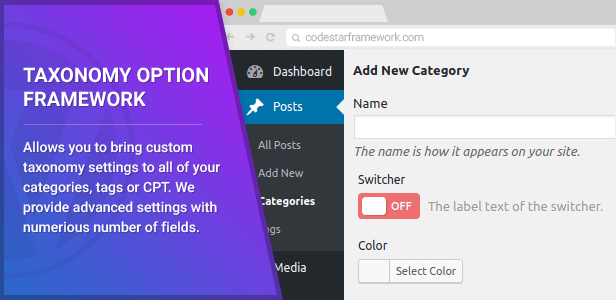 TAXONOMY OPTION
FRAMEWORK
Allows you to bring custom
taxonomy settings to all of your
categories, tags or CPT. We
provide advanced settings with
numerious number of fields.
codestarframework.com
Dashboard
Posts
All Posts
Add New
Categories
Media
Add New Category
Name
The name is how it appears on your site.
Switcher
OFF
The label text of the switcher.
Color
Select Color